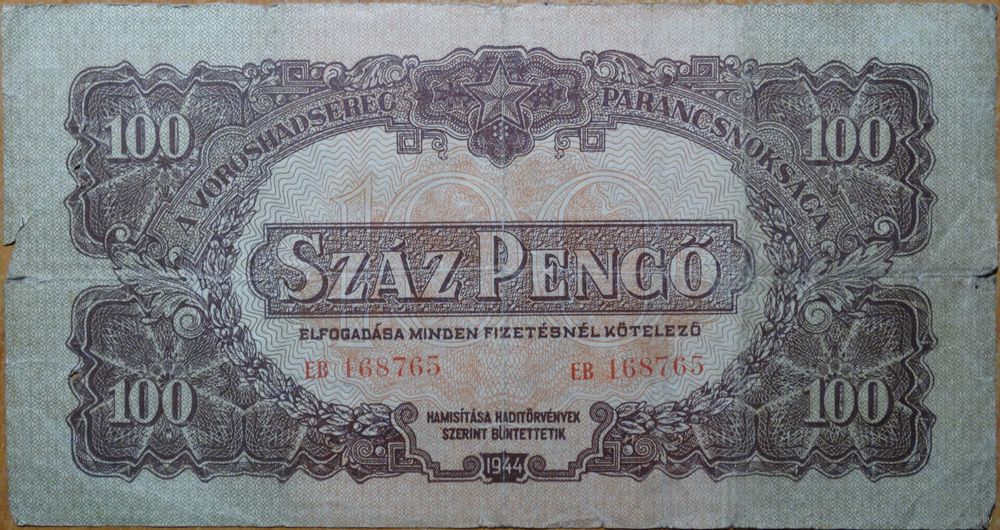 A VÖRÖSHADSEREG PARANCSNOKSÁGA
100 100
100
SZÁZ PENGŐ
ELFOGADÁSA MINDEN FIZETÉSNÉL KÖTELEZŐ
EB 168765 EB 168765
100 100
HAMISÍTÁSA HADITÖRVÉNYEK
SZERINT BÜNTETTETIK
1944